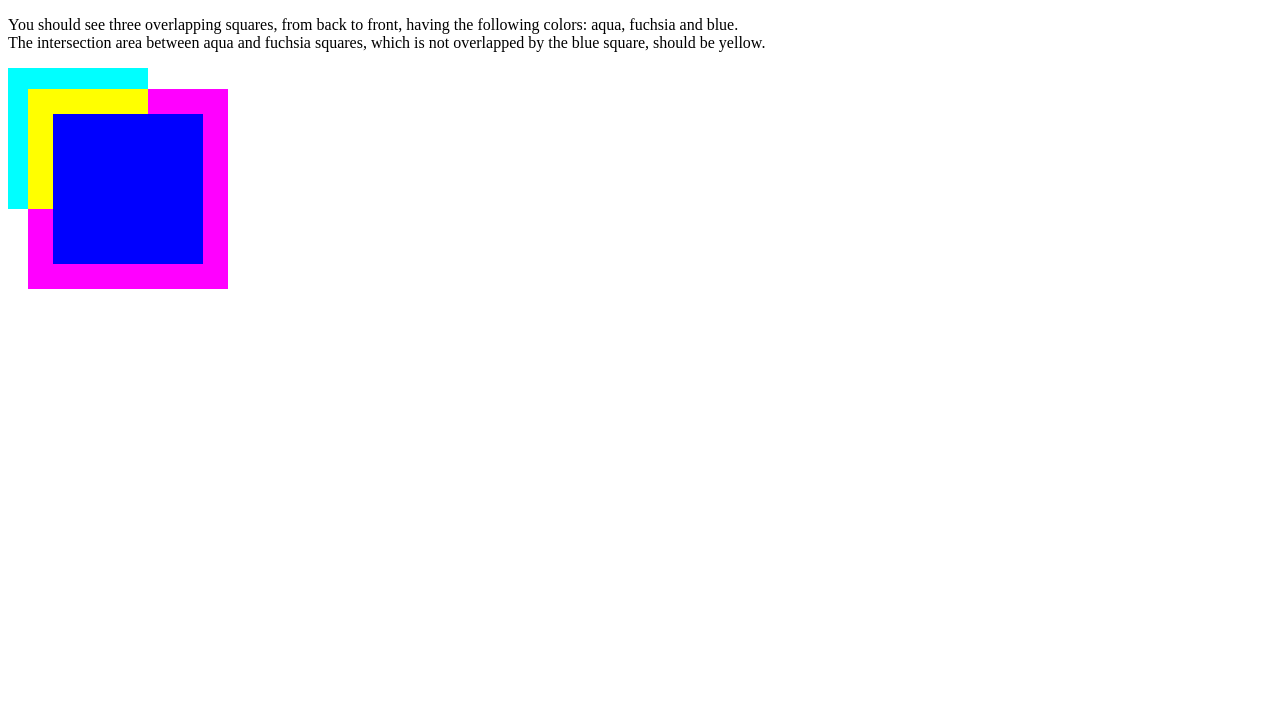 You should see three overlapping squares, from back to front, having the following colors: aqua, fuchsia and blue.
The intersection area between aqua and fuchsia squares, which is not overlapped by the blue square, should be yellow.